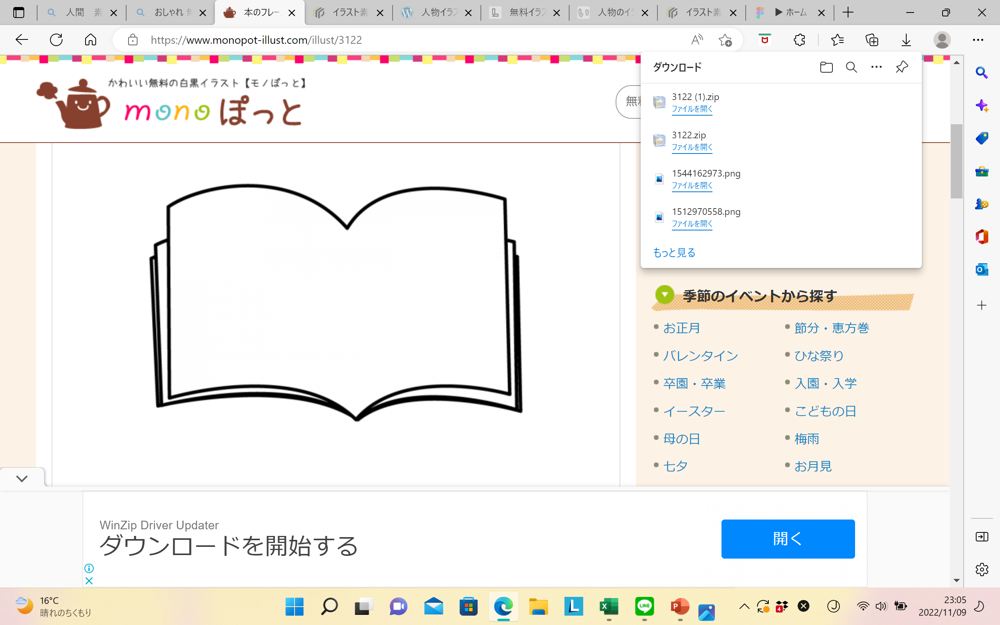 人間 素
おしゃれ 無
本のフレー
イラスト素
人物イラス
無料イラス
人物のイラ
イラスト素
▶ ホーム
https://www.monopot-illust.com/illust/3122
かわいい無料の白黒イラスト【モノぽっと】
monoぽっと
無料
ダウンロード
3122 (1).zip
ファイルを開く
3122.zip
ファイルを開く
1544162973.png
ファイルを開く
1512970558.png
ファイルを開く
もっと見る
季節のイベントから探す
お正月
節分・恵方巻
バレンタイン
ひな祭り
卒園・卒業
入園・入学
イースター
こどもの日
母の日
梅雨
七夕
お月見
WinZip Driver Updater
ダウンロードを開始する
開く
16°C
晴れのちくもり
23:05
2022/11/09